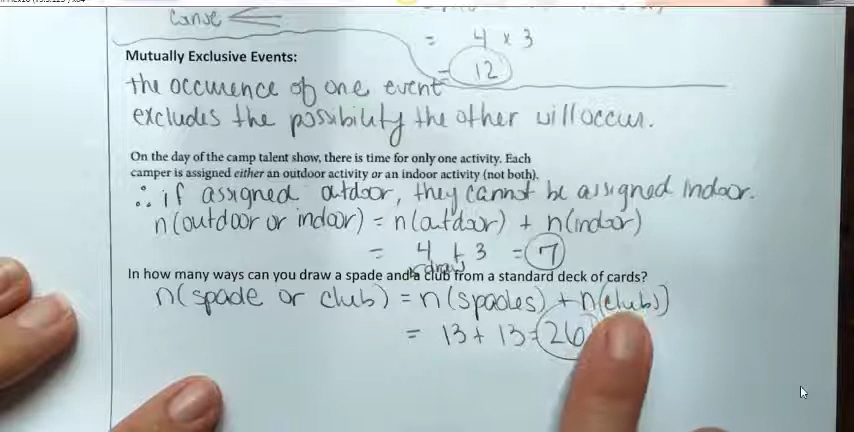 canoe
= 4 x 3
= 12
Mutually Exclusive Events:
the occurence of one event
excludes the possibility the other will occur.
On the day of the camp talent show, there is time for only one activity. Each
camper is assigned either an outdoor activity or an indoor activity (not both).
∴ if assigned outdoor, they cannot be assigned indoor.
n(outdoor or indoor) = n(outdoor) + n(indoor)
= 4 + 3 = 7
draw
In how many ways can you draw a spade and a club from a standard deck of cards?
n(spade or club) = n(spades) + n(clubs)
= 13 + 13 = 26